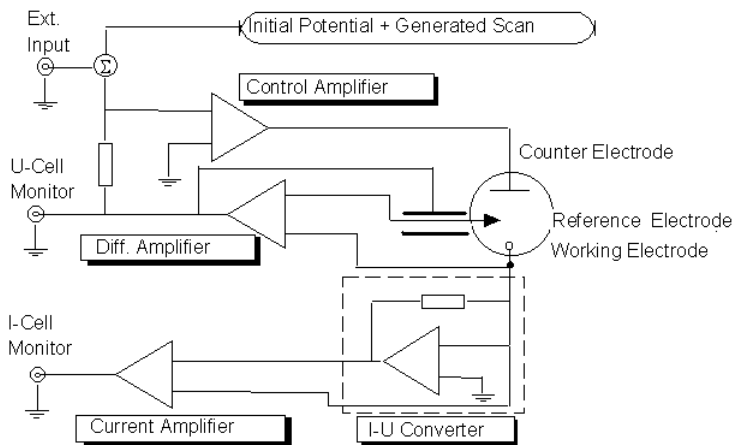 Ext.
Input
Initial Potential + Generated Scan
Σ
Control Amplifier
Counter Electrode
U-Cell
Monitor
Reference Electrode
Working Electrode
Diff. Amplifier
I-Cell
Monitor
Current Amplifier
I-U Converter